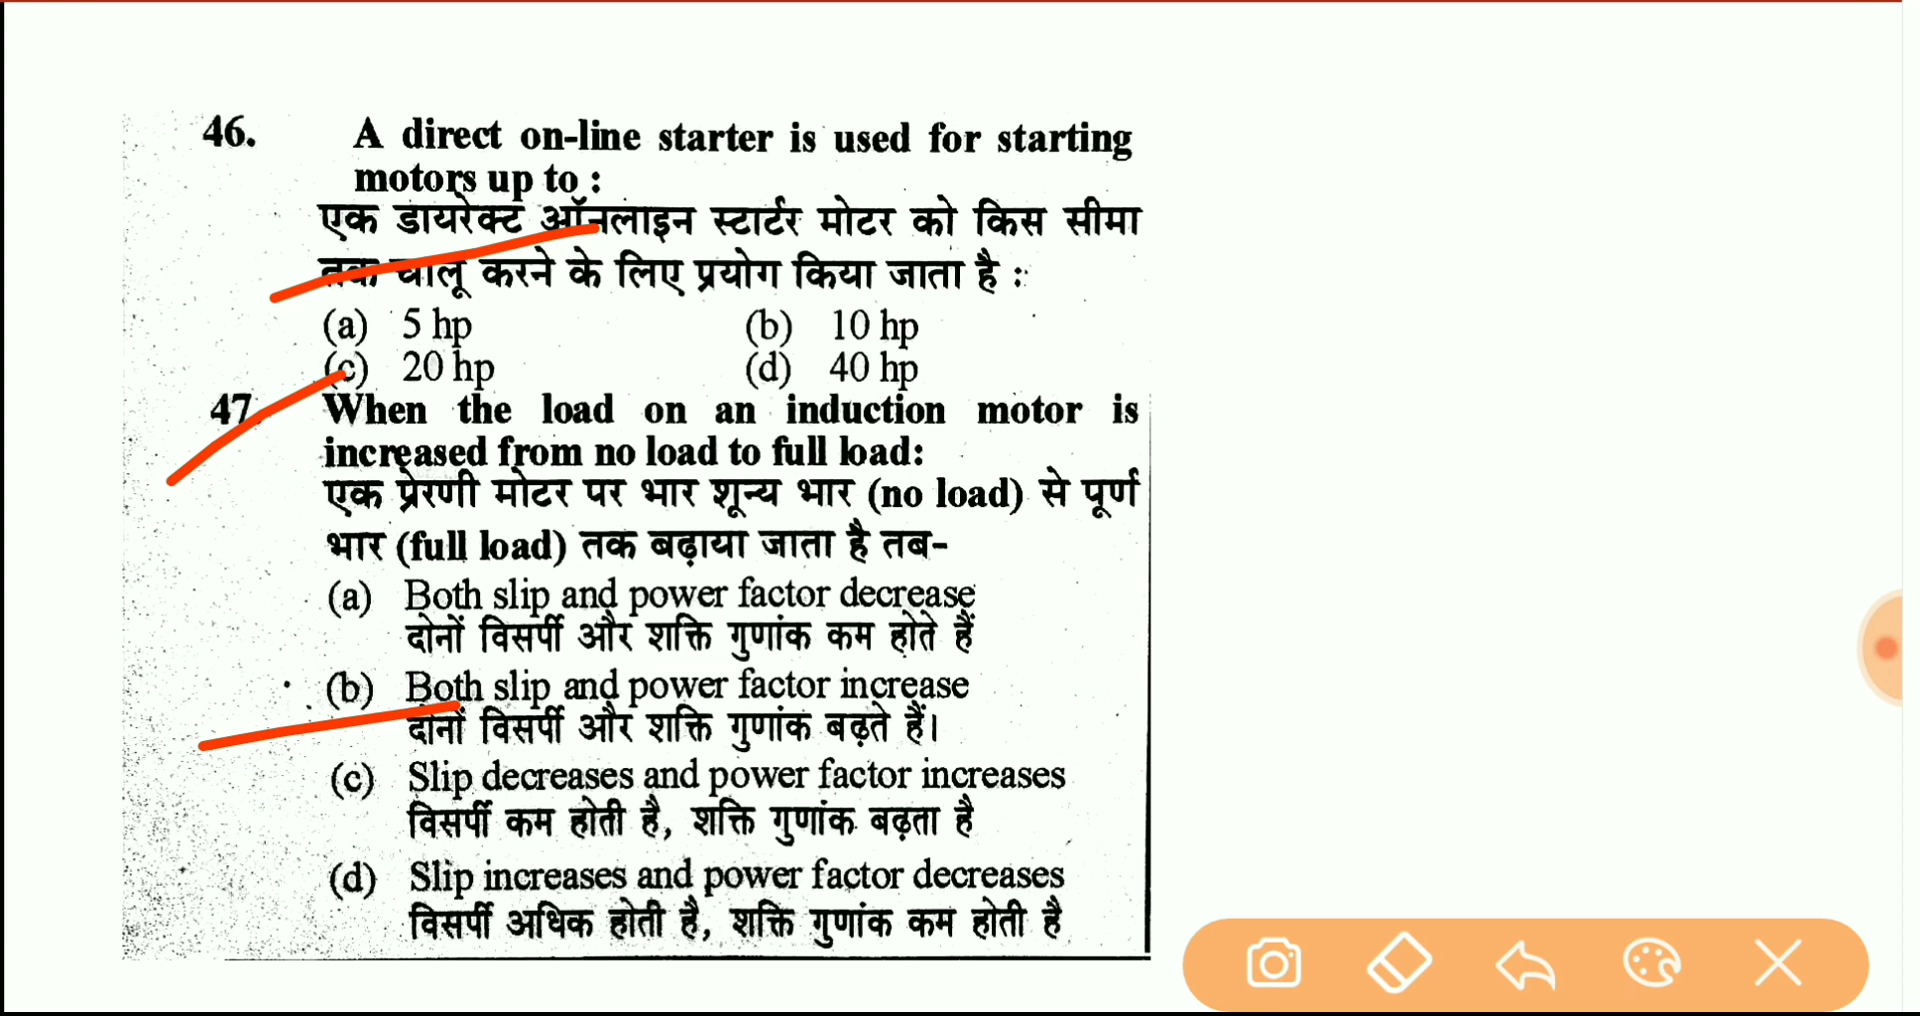 46. A direct on-line starter is used for starting
motors up to :
एक डायरेक्ट ऑनलाइन स्टार्टर मोटर को किस सीमा
तक चालू करने के लिए प्रयोग किया जाता है :
(a) 5 hp (b) 10 hp
(c) 20 hp (d) 40 hp
47. When the load on an induction motor is
increased from no load to full load:
एक प्रेरणी मोटर पर भार शून्य भार (no load) से पूर्ण
भार (full load) तक बढ़ाया जाता है तब-
(a) Both slip and power factor decrease
दोनों विसर्पी और शक्ति गुणांक कम होते हैं
(b) Both slip and power factor increase
दोनों विसर्पी और शक्ति गुणांक बढ़ते हैं।
(c) Slip decreases and power factor increases
विसर्पी कम होती है, शक्ति गुणांक बढ़ता है
(d) Slip increases and power factor decreases
विसर्पी अधिक होती है, शक्ति गुणांक कम होती है